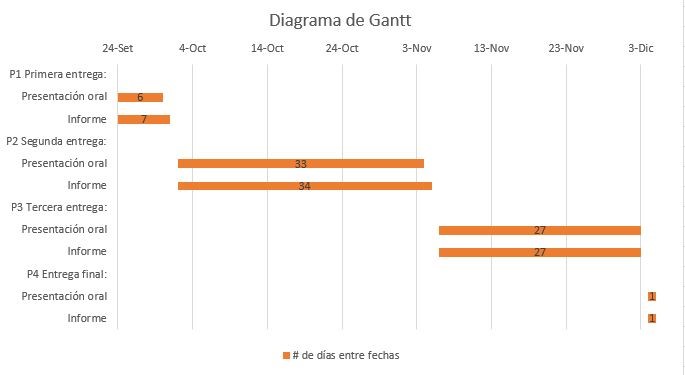 Diagrama de Gantt
24-Set 4-Oct 14-Oct 24-Oct 3-Nov 13-Nov 23-Nov 3-Dic
P1 Primera entrega:
Presentación oral 6
Informe 7
P2 Segunda entrega:
Presentación oral 33
Informe 34
P3 Tercera entrega:
Presentación oral 27
Informe 27
P4 Entrega final:
Presentación oral 1
Informe 1
# de días entre fechas